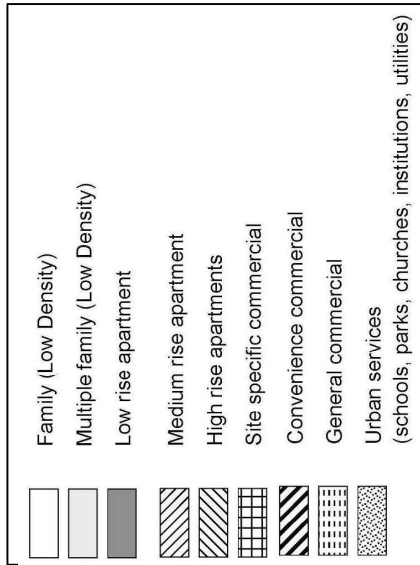 Family (Low Density)
Multiple family (Low Density)
Low rise apartment
Medium rise apartment
High rise apartments
Site specific commercial
Convenience commercial
General commercial
Urban services
(schools, parks, churches, institutions, utilities)